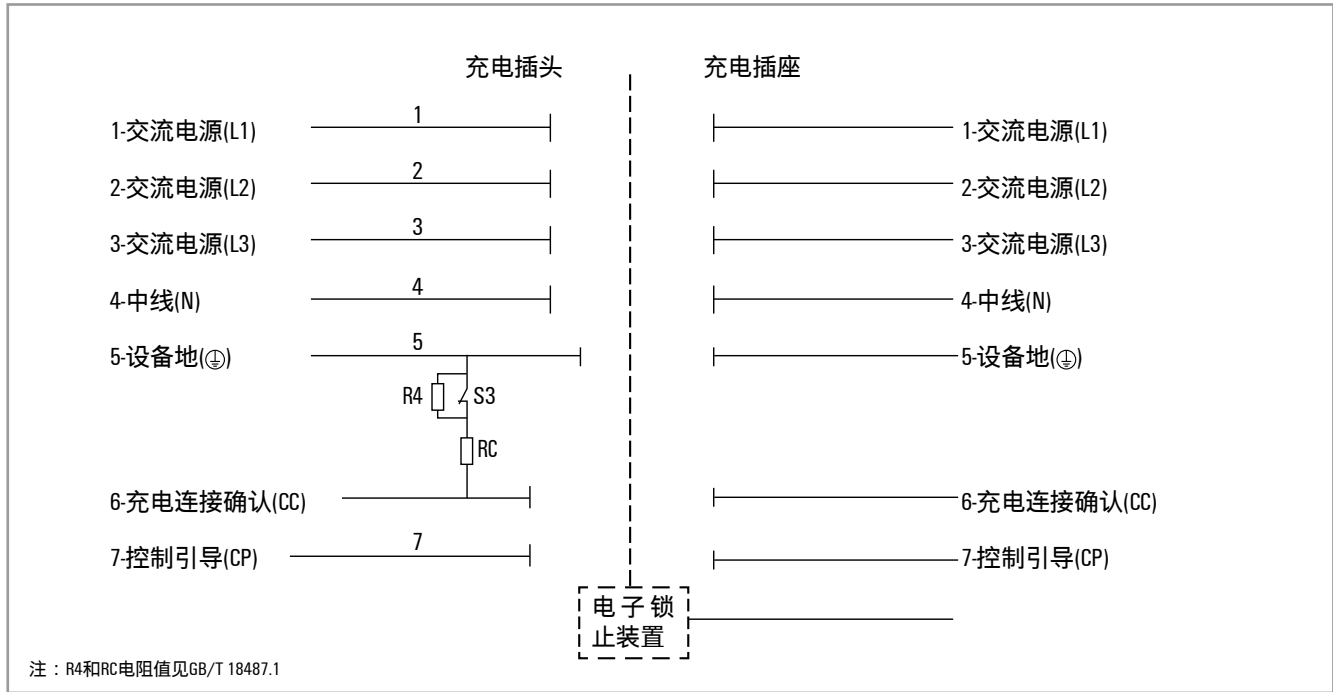 充电插头
充电插座
1-交流电源(L1)
1
1-交流电源(L1)
2-交流电源(L2)
2
2-交流电源(L2)
3-交流电源(L3)
3
3-交流电源(L3)
4-中线(N)
4
4-中线(N)
5-设备地(⏚)
5
5-设备地(⏚)
R4
S3
RC
6-充电连接确认(CC)
6-充电连接确认(CC)
7-控制引导(CP)
7
7-控制引导(CP)
电子锁
止装置
注：R4和RC电阻值见GB/T 18487.1